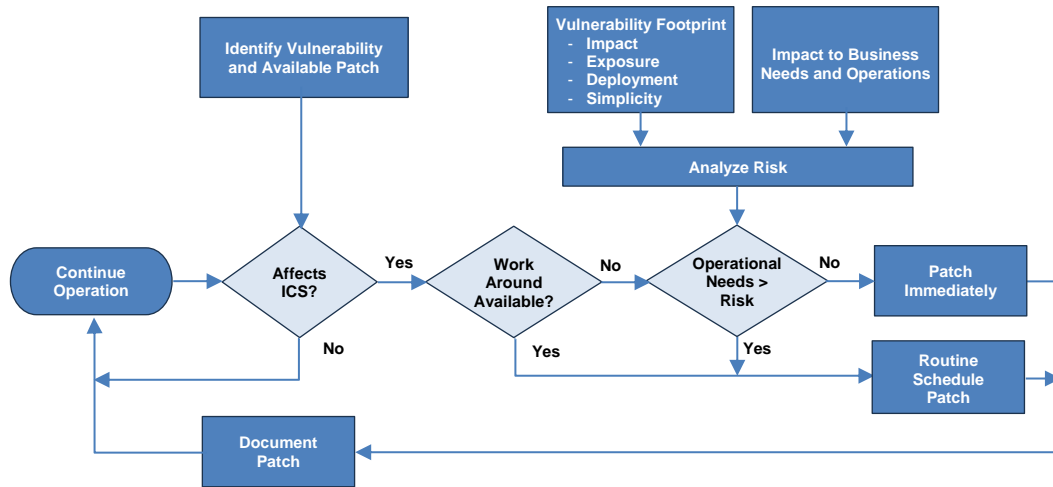 Identify Vulnerability
and Available Patch
Vulnerability Footprint
- Impact
- Exposure
- Deployment
- Simplicity
Impact to Business
Needs and Operations
Analyze Risk
Continue
Operation
Affects
ICS?
Yes
No
Work
Around
Available?
No
Yes
Operational
Needs >
Risk
No
Yes
Patch
Immediately
Routine
Schedule
Patch
Document
Patch